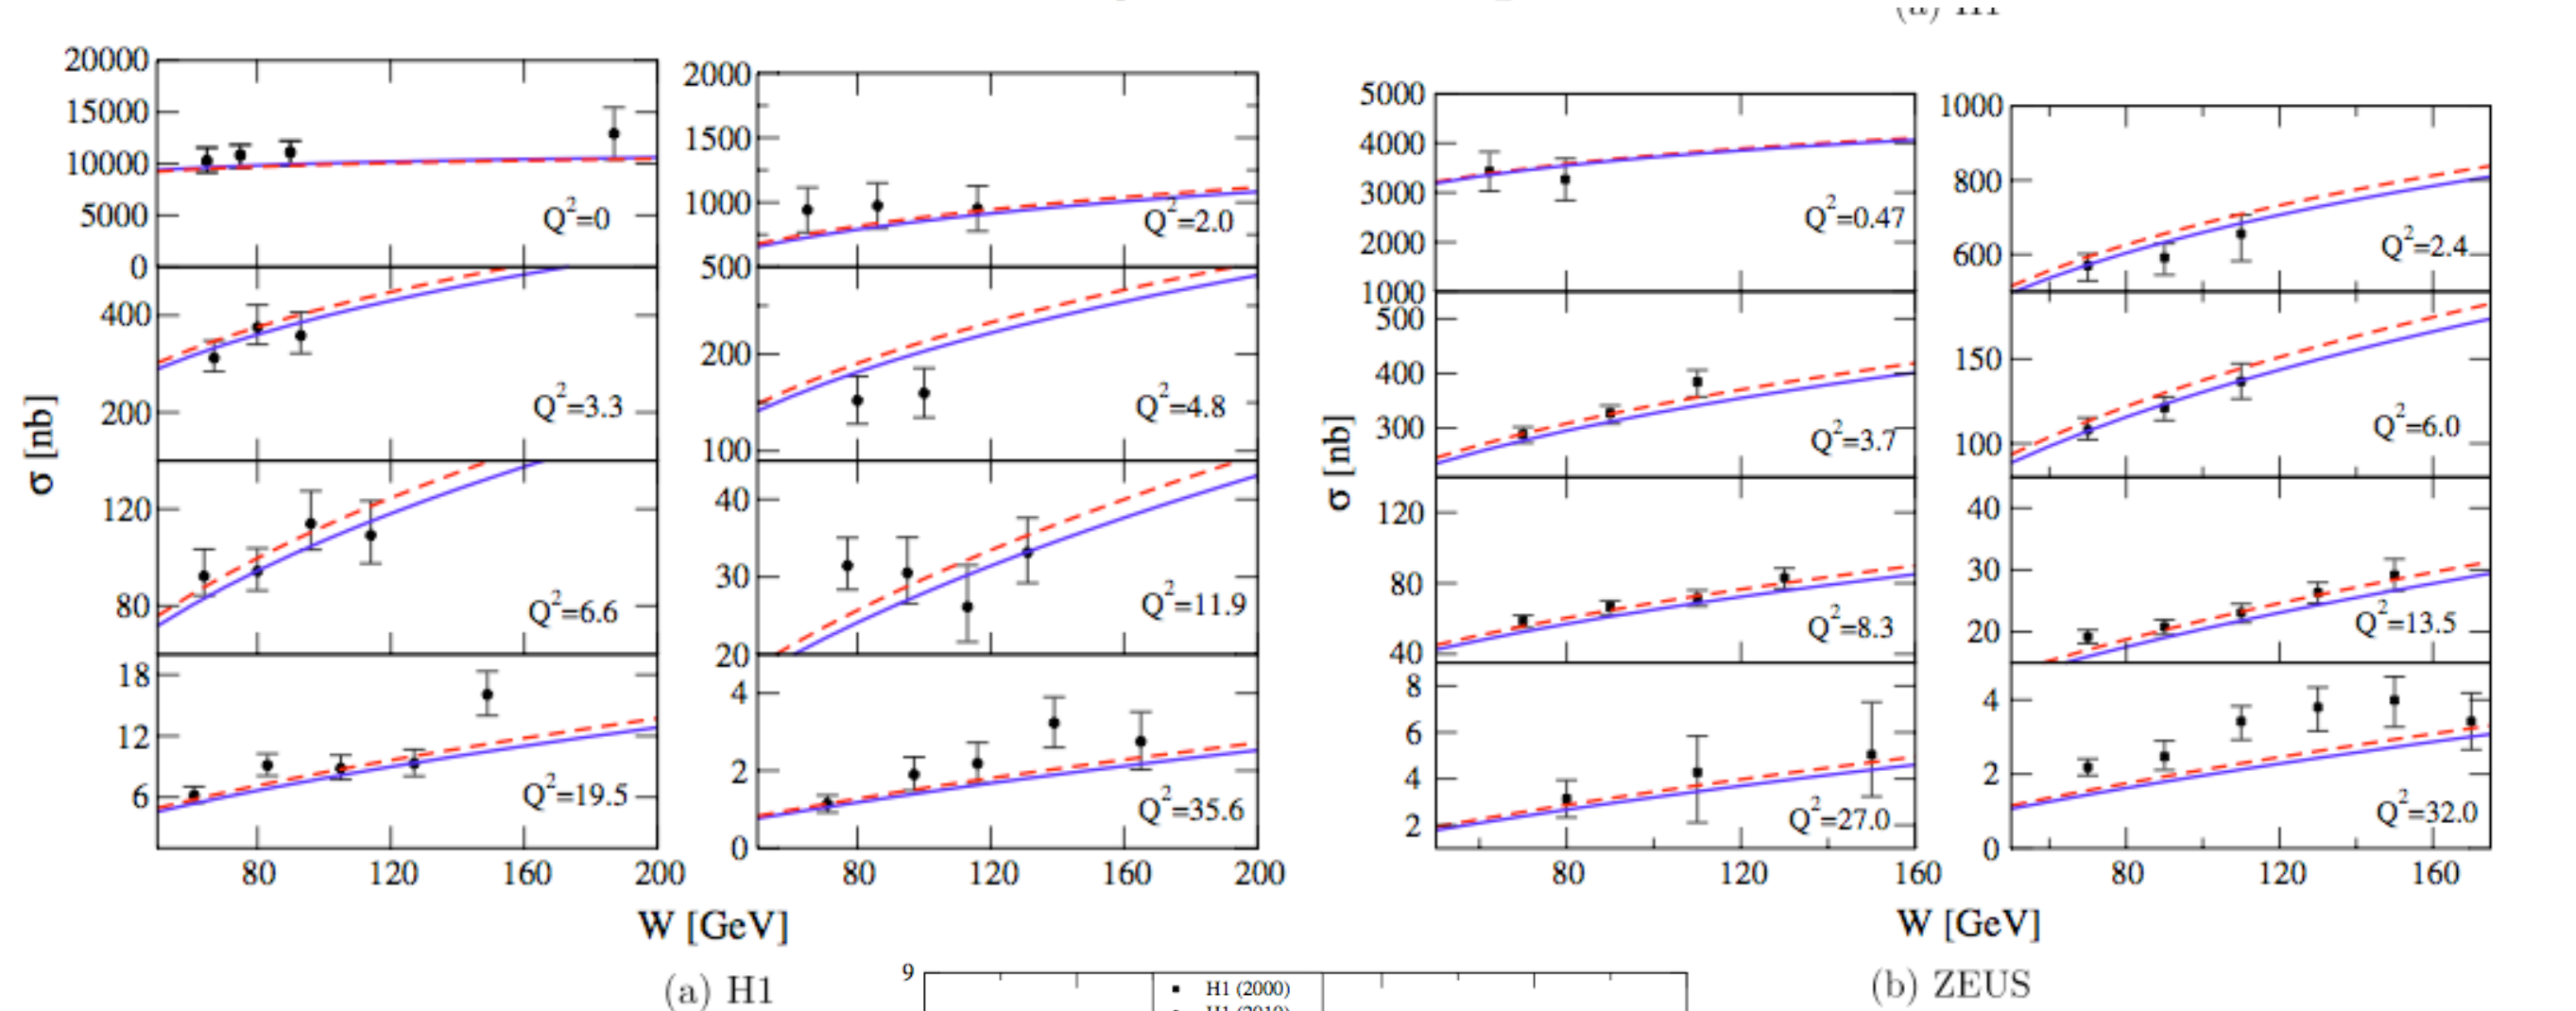 20000
15000
10000
5000
0
Q²=0
2000
1500
1000
500
Q²=2.0
400
200
Q²=3.3
200
100
Q²=4.8
120
80
Q²=6.6
40
30
20
Q²=11.9
18
12
6
Q²=19.5
4
2
0
Q²=35.6
σ [nb]
80 120 160 200
80 120 160 200
W [GeV]
(a) H1
5000
4000
3000
2000
1000
Q²=0.47
1000
800
600
Q²=2.4
500
400
300
Q²=3.7
150
100
Q²=6.0
120
80
40
Q²=8.3
40
30
20
Q²=13.5
8
6
4
2
Q²=27.0
4
2
0
Q²=32.0
σ [nb]
80 120 160
80 120 160
W [GeV]
(b) ZEUS
9
H1 (2000)